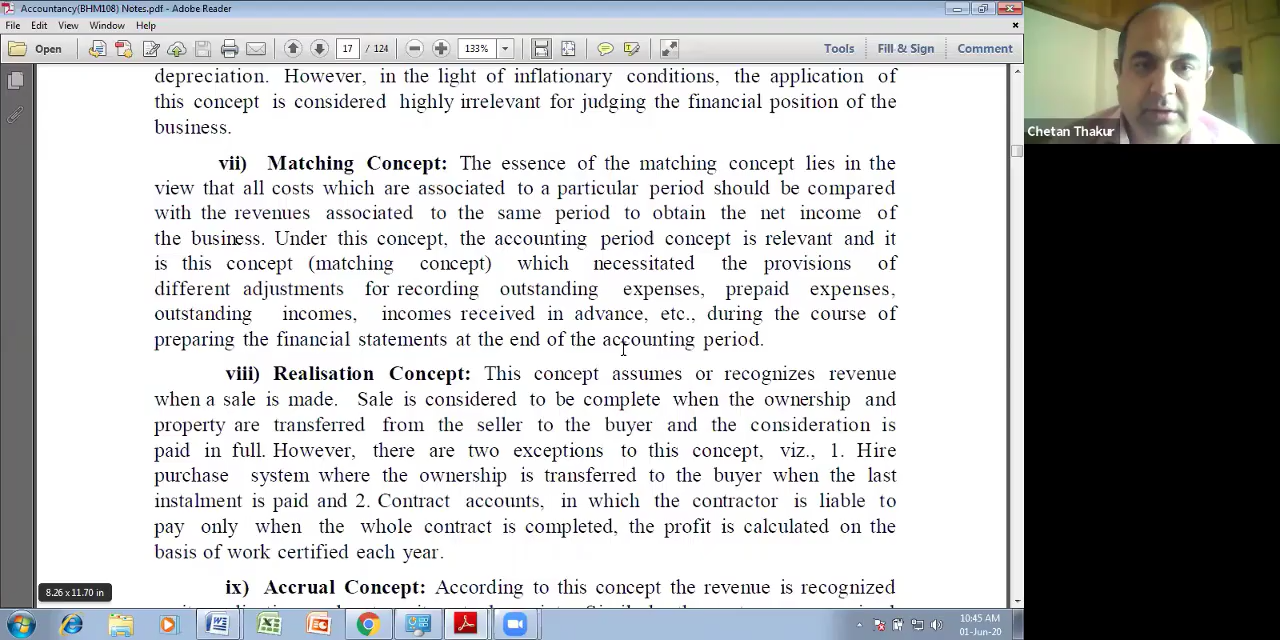 Accountancy(BHM108) Notes.pdf - Adobe Reader
File Edit View Window Help
Open 17 / 124 133% Tools Fill & Sign Comment
depreciation. However, in the light of inflationary conditions, the application of
this concept is considered highly irrelevant for judging the financial position of the
business.
vii) Matching Concept: The essence of the matching concept lies in the
view that all costs which are associated to a particular period should be compared
with the revenues associated to the same period to obtain the net income of
the business. Under this concept, the accounting period concept is relevant and it
is this concept (matching concept) which necessitated the provisions of
different adjustments for recording outstanding expenses, prepaid expenses,
outstanding incomes, incomes received in advance, etc., during the course of
preparing the financial statements at the end of the accounting period.
viii) Realisation Concept: This concept assumes or recognizes revenue
when a sale is made. Sale is considered to be complete when the ownership and
property are transferred from the seller to the buyer and the consideration is
paid in full. However, there are two exceptions to this concept, viz., 1. Hire
purchase system where the ownership is transferred to the buyer when the last
instalment is paid and 2. Contract accounts, in which the contractor is liable to
pay only when the whole contract is completed, the profit is calculated on the
basis of work certified each year.
ix) Accrual Concept: According to this concept the revenue is recognized
8.26 x 11.70 in
Chetan Thakur
10:45 AM
01-Jun-20